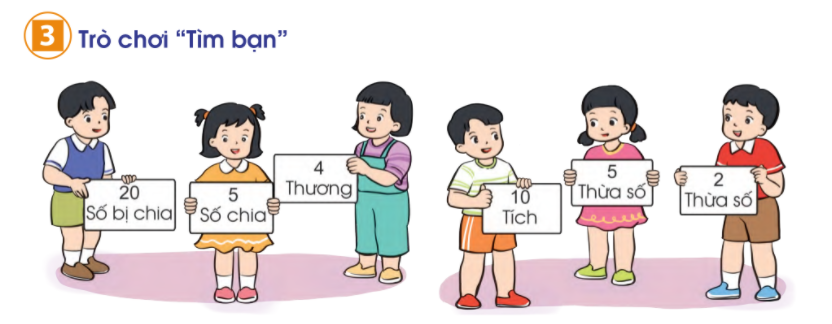 3 Trò chơi “Tìm bạn”
20
Số bị chia
5
Số chia
4
Thương
10
Tích
5
Thừa số
2
Thừa số